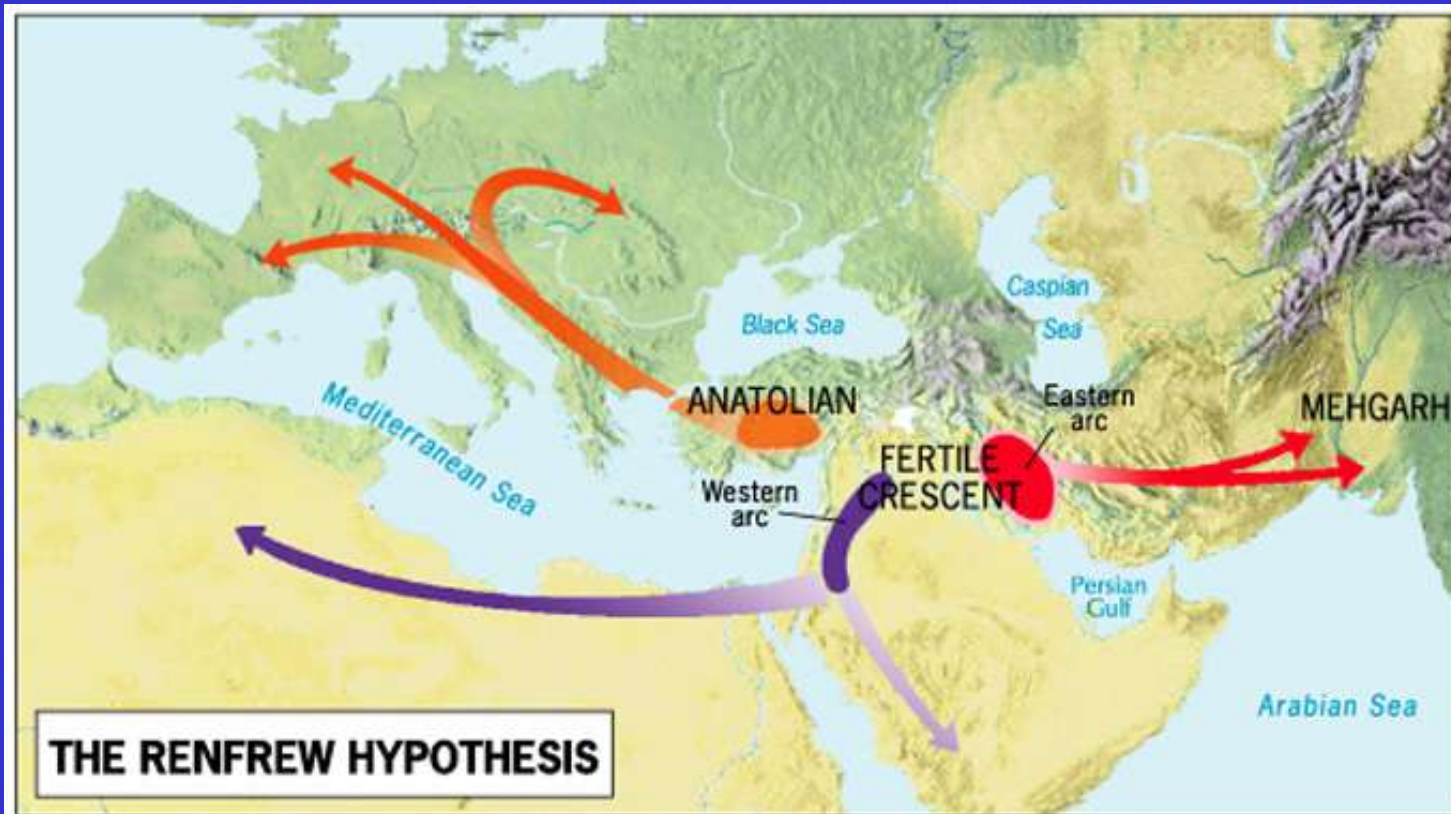 Caspian
Sea
Black Sea
Mediterranean Sea
ANATOLIAN
Eastern
arc
MEHGARH
FERTILE
CRESCENT
Western
arc
Persian
Gulf
Arabian Sea
THE RENFREW HYPOTHESIS